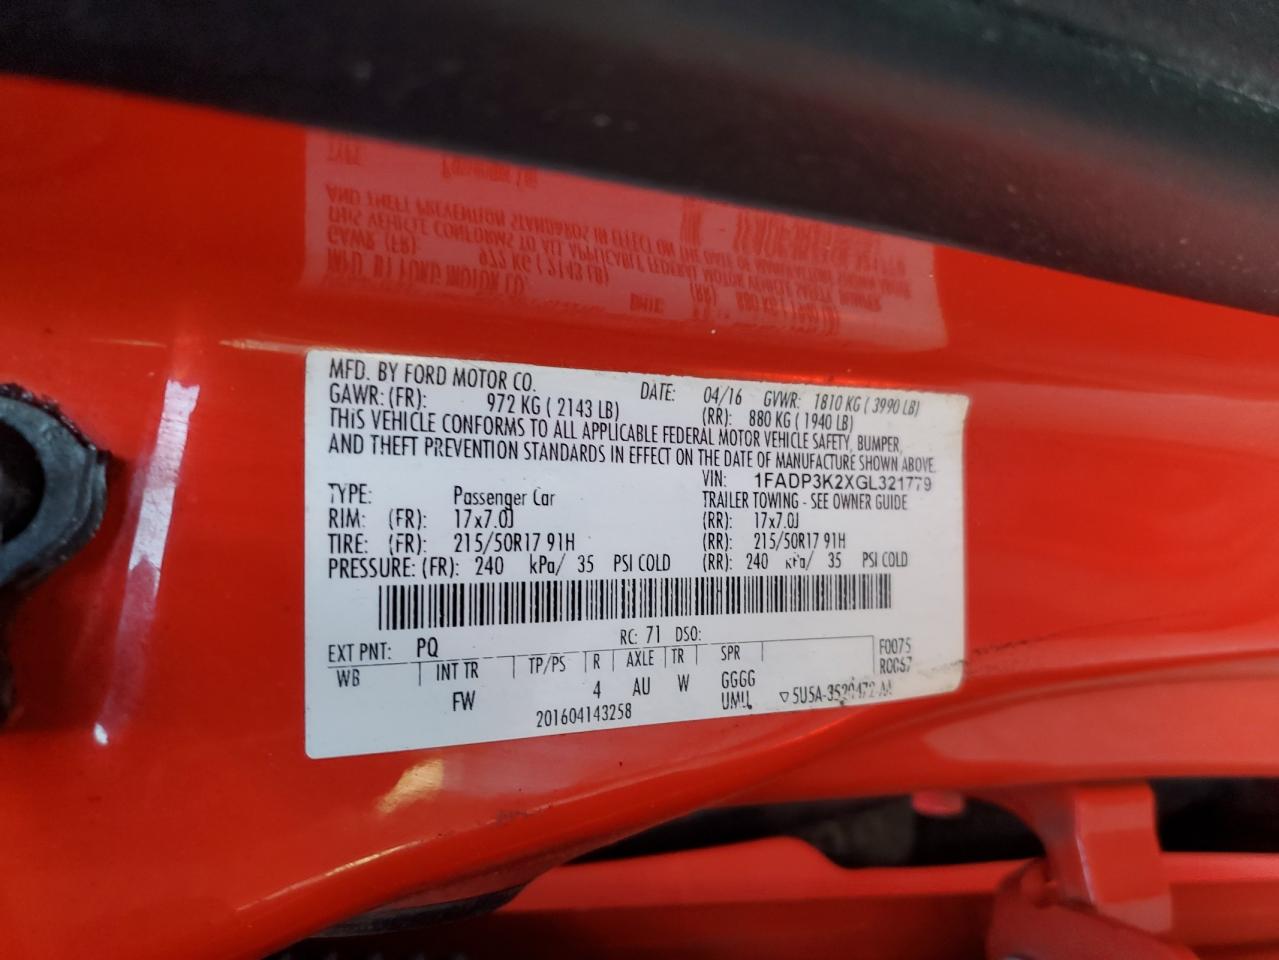 MFD. BY FORD MOTOR CO. DATE: 04/16 GVWR: 1810 KG ( 3990 LB)
GAWR: (FR): 972 KG ( 2143 LB) (RR): 880 KG ( 1940 LB)
THIS VEHICLE CONFORMS TO ALL APPLICABLE FEDERAL MOTOR VEHICLE SAFETY, BUMPER,
AND THEFT PREVENTION STANDARDS IN EFFECT ON THE DATE OF MANUFACTURE SHOWN ABOVE.
VIN: 1FADP3K2XGL321779
TYPE: Passenger Car TRAILER TOWING - SEE OWNER GUIDE
RIM: (FR): 17x7.0J (RR): 17x7.0J
TIRE: (FR): 215/50R17 91H (RR): 215/50R17 91H
PRESSURE: (FR): 240 kPa/ 35 PSI COLD (RR): 240 kPa/ 35 PSI COLD
EXT PNT: PQ RC: 71 DSO: F0075
WB INT TR TP/PS R AXLE TR SPR
FW 4 AU W GGGG
UMUL
201604143258